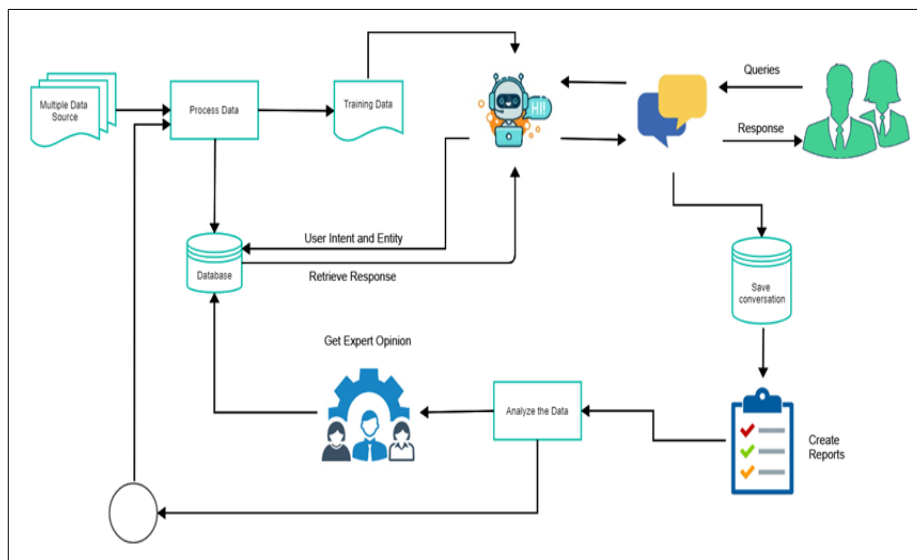 Queries
Multiple Data
Source
Process Data
Training Data
HI!
Response
User Intent and Entity
Database
Retrieve Response
Save
conversation
Get Expert Opinion
Analyze the Data
Create
Reports